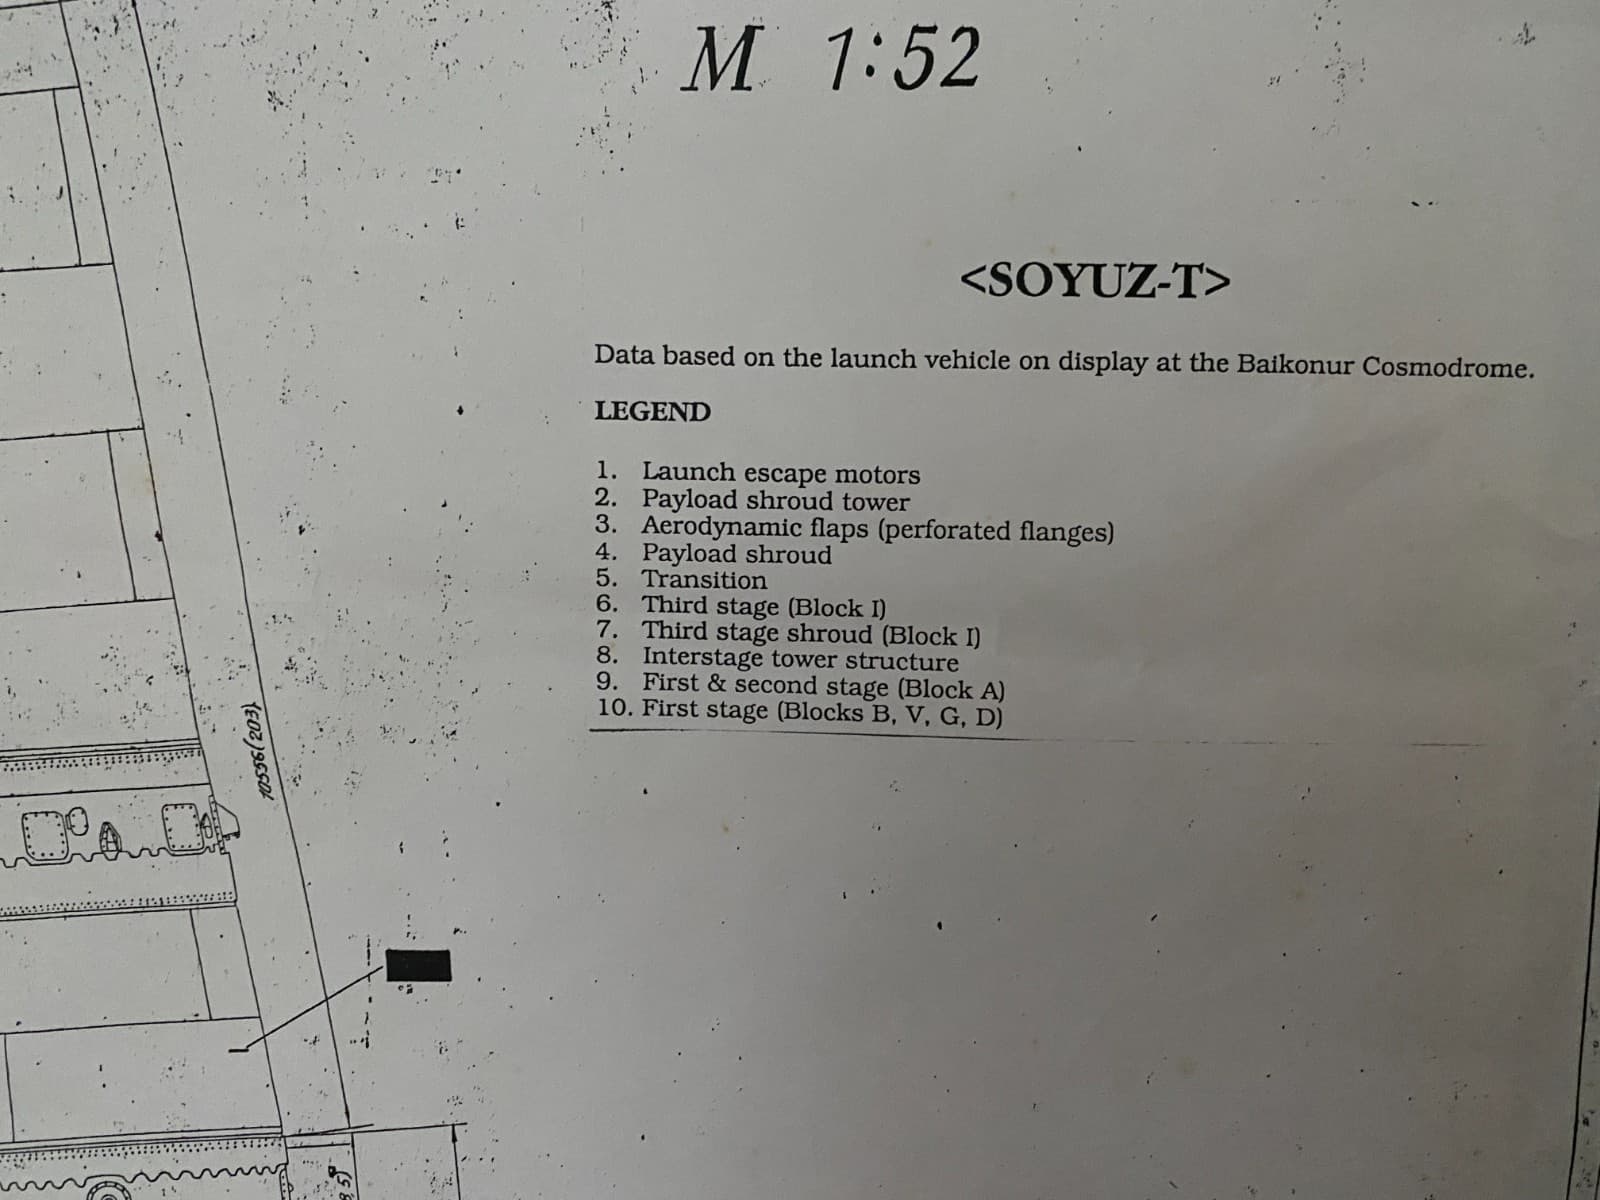 M 1:52
<SOYUZ-T>
Data based on the launch vehicle on display at the Baikonur Cosmodrome.
LEGEND
1. Launch escape motors
2. Payload shroud tower
3. Aerodynamic flaps (perforated flanges)
4. Payload shroud
5. Transition
6. Third stage (Block I)
7. Third stage shroud (Block I)
8. Interstage tower structure
9. First & second stage (Block A)
10. First stage (Blocks B, V, G, D)
10556(203)